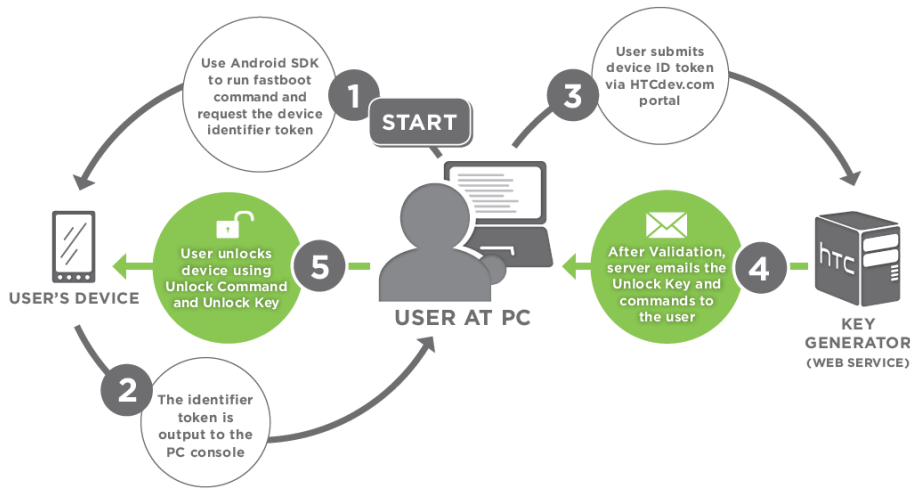 Use Android SDK
to run fastboot
command and
request the device
identifier token
1
START
3
User submits
device ID token
via HTCdev.com
portal
USER'S DEVICE
User unlocks
device using
Unlock Command
and Unlock Key
5
USER AT PC
After Validation,
server emails the
Unlock Key and
commands to
the user
4
hTC
KEY
GENERATOR
(WEB SERVICE)
2
The identifier
token is
output to the
PC console